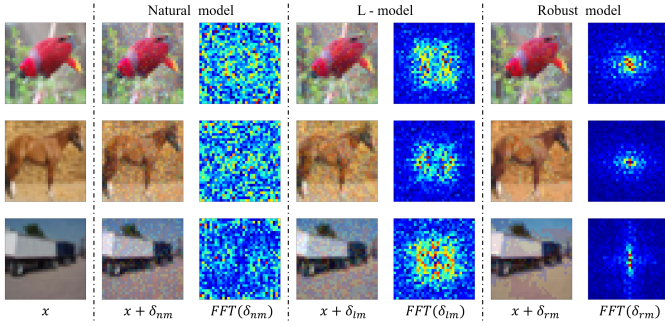 Natural model L - model Robust model
x x + δnm FFT(δnm) x + δlm FFT(δlm) x + δrm FFT(δrm)